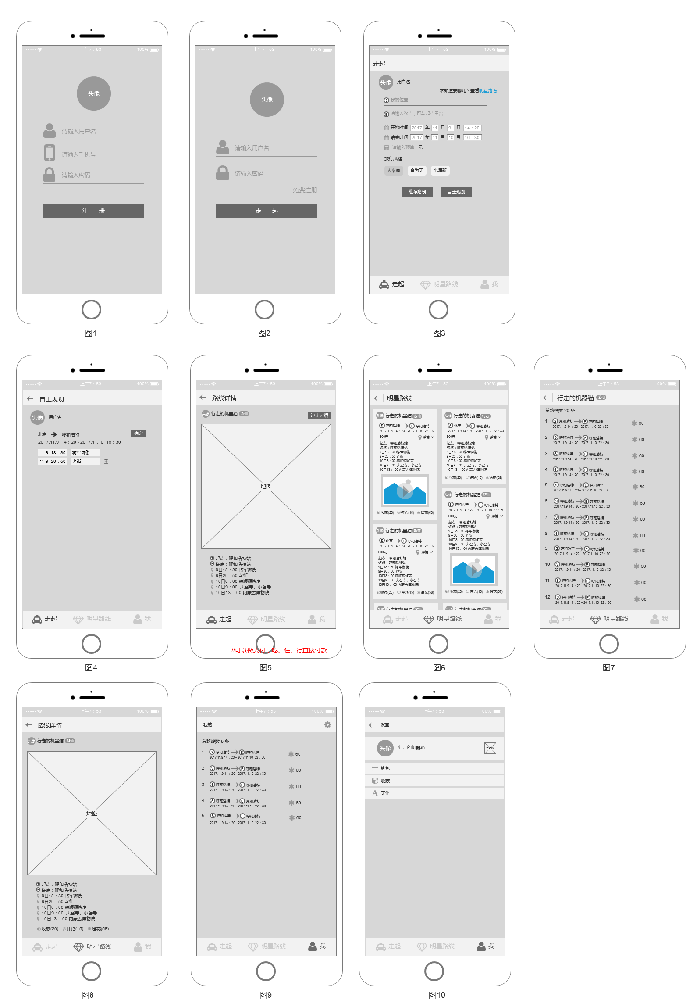 上午7：53 100%
头像
请输入用户名
请输入手机号
请输入密码
注 册
图1
上午7：53 100%
头像
请输入用户名
请输入密码
免费注册
走 起
图2
上午7：53 100%
走起
头像 用户名
不知道去哪儿？查看明星路线
S 我的位置
E 请输入终点，可与起点重合
开始时间 2017 年 11 月 9 月 14：20
结束时间 2017 年 11 月 10 月 16：30
请输入预算 元
旅行风格
人来疯 食为天 小清新
推荐路线 自主规划
走起 明星路线 我
图3
上午7：53 100%
自主规划
头像 用户名
北京 呼和浩特 确定
2017.11.9 14：20 - 2017.11.10 16：30
11.9 18：30 将军御街
11.9 20：50 老街
走起 明星路线 我
图4
上午7：53 100%
路线详情
头像 行走的机器猫 游仙 边走边播
地图
S 起点：呼和浩特站
E 终点：呼和浩特站
9日18：30 将军御街
9日20：50 老街
10日8：00 德顺源烧麦
10日9：00 大召寺、小召寺
10日13： 00 内蒙古博物院
走起 明星路线 我
//可以做支付，吃、住、行直接付款
图5
上午7：53 100%
明星路线
头像 行走的机器猫 游仙
S 呼和浩特 E 呼和浩特
2017.11.9 14：20 - 2017.11.10 22：30
600元 详情
起点：呼和浩特站
终点：呼和浩特站
9日18：30 将军御街
9日20：50 老街
10日8：00 德顺源烧麦
10日9：00 大召寺、小召寺
10日13： 00 内蒙古博物院
收藏(20) 评论(15) 送花(60)
头像 行走的机器猫 散客
S 北京 E 呼和浩特
2017.11.9 14：20 - 2017.11.10 22：30
600元 详情
起点：呼和浩特站
终点：呼和浩特站
9日18：30 将军御街
9日20：50 老街
10日8：00 德顺源烧麦
10日9：00 大召寺、小召寺
10日13： 00 内蒙古博物院
收藏(20) 评论(15) 送花(58)
头像 行走的机器猫 游仙
头像 行走的机器猫 行者
S 北京 E 呼和浩特
2017.11.9 14：20 - 2017.11.10 22：30
600元 详情
起点：呼和浩特站
终点：呼和浩特站
9日18：30 将军御街
9日20：50 老街
10日8：00 德顺源烧麦
10日9：00 大召寺、小召寺
10日13： 00 内蒙古博物院
收藏(20) 评论(15) 送花(59)
头像 行走的机器猫 游仙
S 呼和浩特 E 呼和浩特
2017.11.9 14：20 - 2017.11.10 22：30
600元 详情
起点：呼和浩特站
终点：呼和浩特站
9日18：30 将军御街
9日20：50 老街
10日8：00 德顺源烧麦
10日9：00 大召寺、小召寺
10日13： 00 内蒙古博物院
收藏(20) 评论(15) 送花(57)
头像 行走的机器猫 游仙
走起 明星路线 我
图6
上午7：53 100%
行走的机器猫 游仙
总路线数 20 条
1 S 呼和浩特 E 呼和浩特 60
2017.11.9 14：20 - 2017.11.10 22：30
2 S 呼和浩特 E 呼和浩特 60
2017.11.9 14：20 - 2017.11.10 22：30
3 S 呼和浩特 E 呼和浩特 60
2017.11.9 14：20 - 2017.11.10 22：30
4 S 呼和浩特 E 呼和浩特 60
2017.11.9 14：20 - 2017.11.10 22：30
5 S 呼和浩特 E 呼和浩特 60
2017.11.9 14：20 - 2017.11.10 22：30
6 S 呼和浩特 E 呼和浩特 60
2017.11.9 14：20 - 2017.11.10 22：30
7 S 呼和浩特 E 呼和浩特 60
2017.11.9 14：20 - 2017.11.10 22：30
8 S 呼和浩特 E 呼和浩特 60
2017.11.9 14：20 - 2017.11.10 22：30
9 S 呼和浩特 E 呼和浩特 60
2017.11.9 14：20 - 2017.11.10 22：30
10 S 呼和浩特 E 呼和浩特 60
2017.11.9 14：20 - 2017.11.10 22：30
11 S 呼和浩特 E 呼和浩特 60
2017.11.9 14：20 - 2017.11.10 22：30
12 S 呼和浩特 E 呼和浩特 60
2017.11.9 14：20 - 2017.11.10 22：30
走起 明星路线 我
图7
上午7：53 100%
路线详情
头像 行走的机器猫 游仙
地图
S 起点：呼和浩特站
E 终点：呼和浩特站
9日18：30 将军御街
9日20：50 老街
10日8：00 德顺源烧麦
10日9：00 大召寺、小召寺
10日13： 00 内蒙古博物院
收藏(20) 评论(15) 送花(59)
走起 明星路线 我
图8
上午7：53 100%
我的
总路线数 5 条
1 S 呼和浩特 E 呼和浩特 60
2017.11.9 14：20 - 2017.11.10 22：30
2 S 呼和浩特 E 呼和浩特 60
2017.11.9 14：20 - 2017.11.10 22：30
3 S 呼和浩特 E 呼和浩特 60
2017.11.9 14：20 - 2017.11.10 22：30
4 S 呼和浩特 E 呼和浩特 60
2017.11.9 14：20 - 2017.11.10 22：30
5 S 呼和浩特 E 呼和浩特 60
2017.11.9 14：20 - 2017.11.10 22：30
走起 明星路线 我
图9
上午7：53 100%
设置
头像 行走的机器猫 二维码
钱包
收藏
字体
走起 明星路线 我
图10